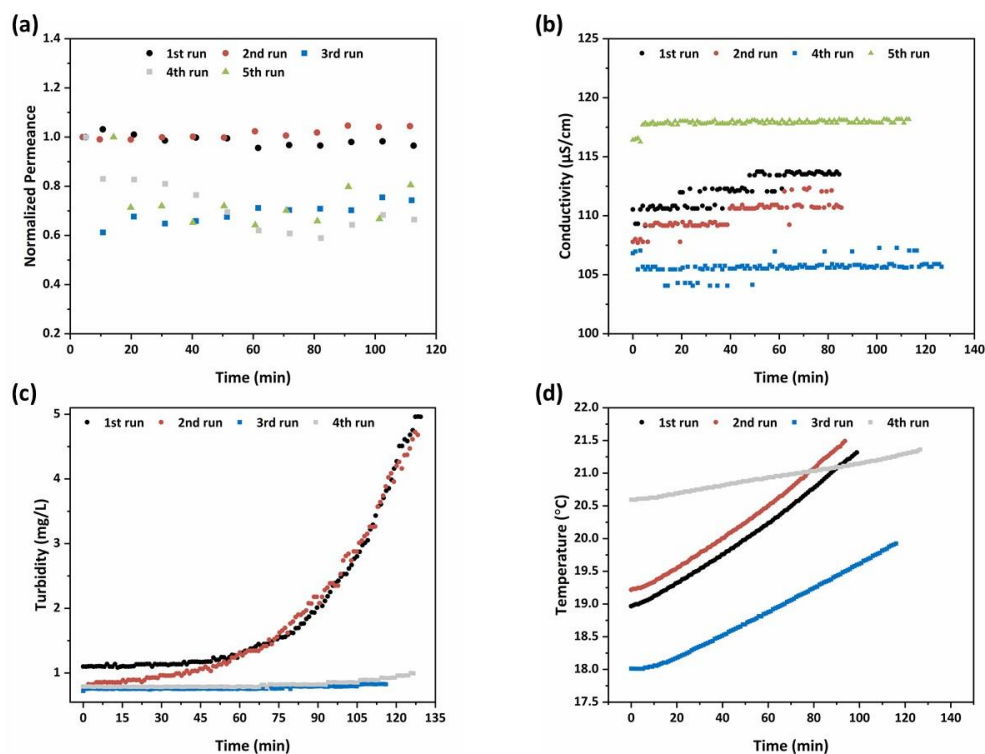 (a)
1st run 2nd run 3rd run
4th run 5th run
1.4
1.2
1.0
0.8
0.6
0.4
0.2
Normalized Permeance
0 20 40 60 80 100 120
Time (min)
(b)
1st run 2nd run 4th run 5th run
125
120
115
110
105
100
Conductivity (µS/cm)
0 20 40 60 80 100 120 140
Time (min)
(c)
1st run 2nd run 3rd run 4th run
5
4
3
2
1
Turbidity (mg/L)
0 15 30 45 60 75 90 105 120 135
Time (min)
(d)
1st run 2nd run 3rd run 4th run
22.0
21.5
21.0
20.5
20.0
19.5
19.0
18.5
18.0
17.5
Temperature (°C)
0 20 40 60 80 100 120 140
Time (min)